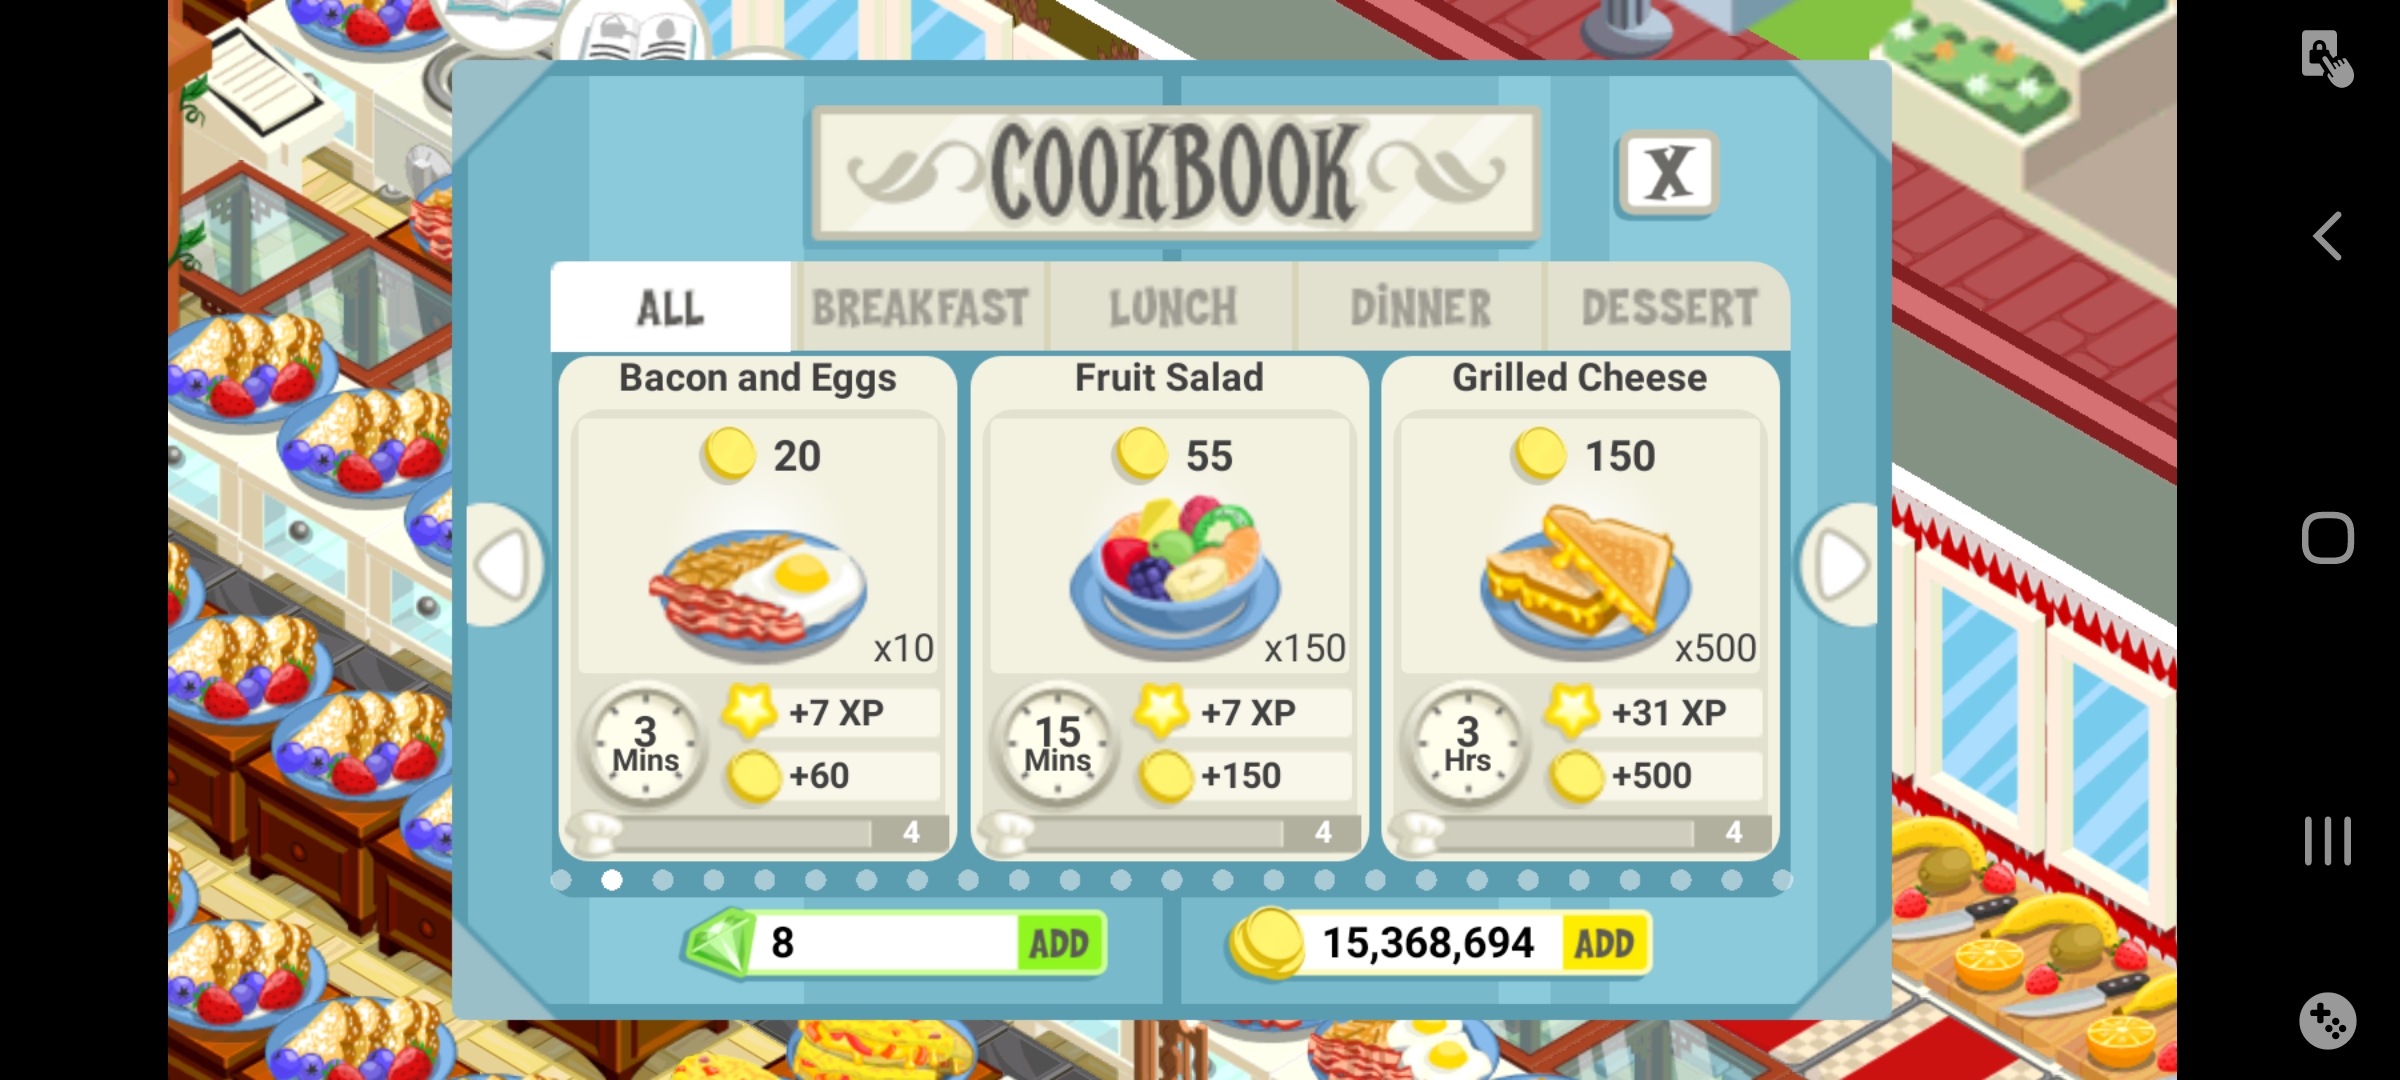 COOKBOOK
X
ALL BREAKFAST LUNCH DINNER DESSERT
Bacon and Eggs
20
x10
3 Mins
+7 XP
+60
4
Fruit Salad
55
x150
15 Mins
+7 XP
+150
4
Grilled Cheese
150
x500
3 Hrs
+31 XP
+500
4
8 ADD
15,368,694 ADD